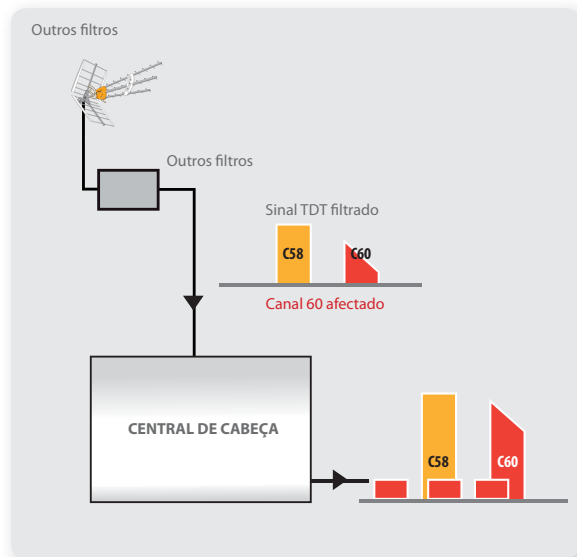 Outros filtros
Outros filtros
Sinal TDT filtrado
C58
C60
Canal 60 afectado
CENTRAL DE CABEÇA
C58
C60